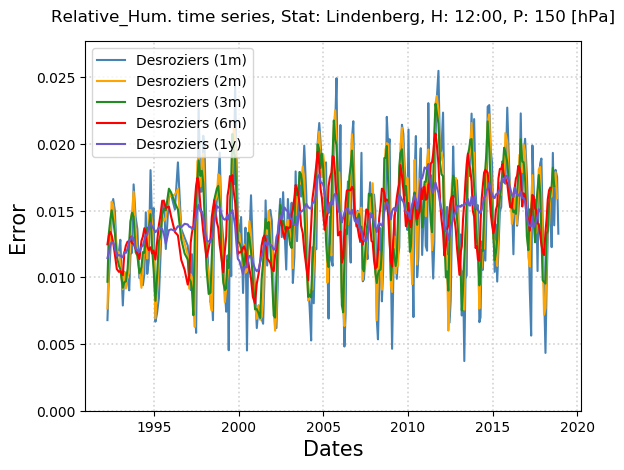 Relative_Hum. time series, Stat: Lindenberg, H: 12:00, P: 150 [hPa]
Desroziers (1m)
Desroziers (2m)
Desroziers (3m)
Desroziers (6m)
Desroziers (1y)
0.025
0.020
0.015
0.010
0.005
0.000
Error
1995 2000 2005 2010 2015 2020
Dates